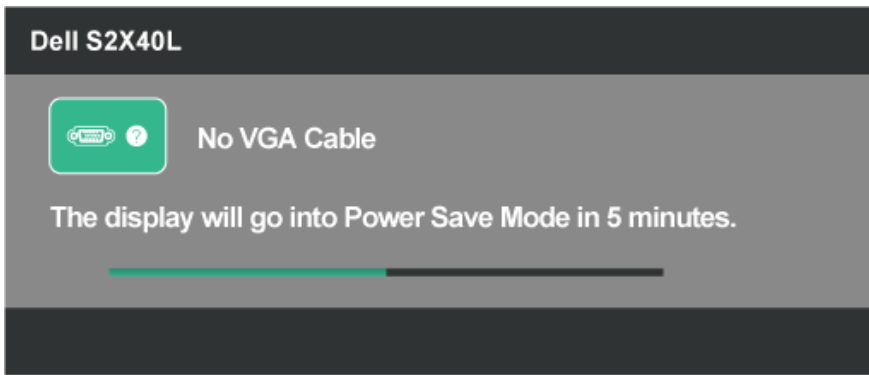 Dell S2X40L
No VGA Cable
The display will go into Power Save Mode in 5 minutes.